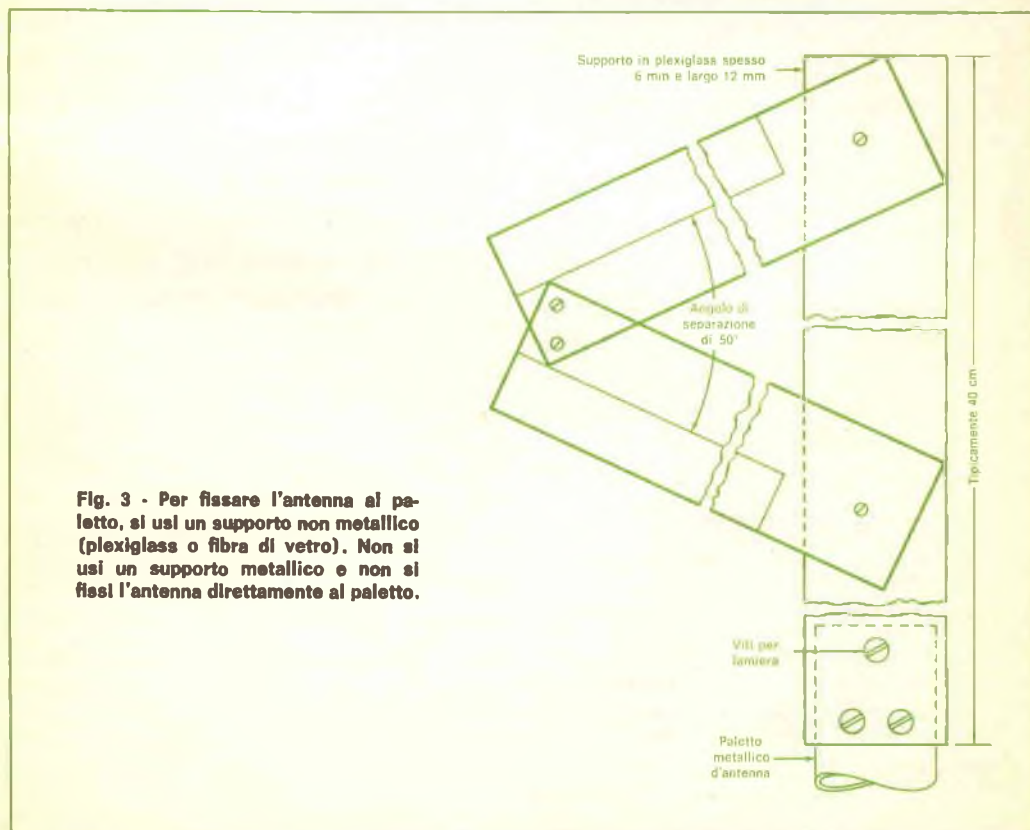 Supporto in plexiglass spesso
6 mm e largo 12 mm
Angolo di
separazione
di 50°
Tipicamente 40 cm
Fig. 3 - Per fissare l'antenna al pa-
letto, si usi un supporto non metallico
(plexiglass o fibra di vetro). Non si
usi un supporto metallico e non si
fissi l'antenna direttamente al paletto.
Viti per
lamiera
Paletto
metallico
d'antenna